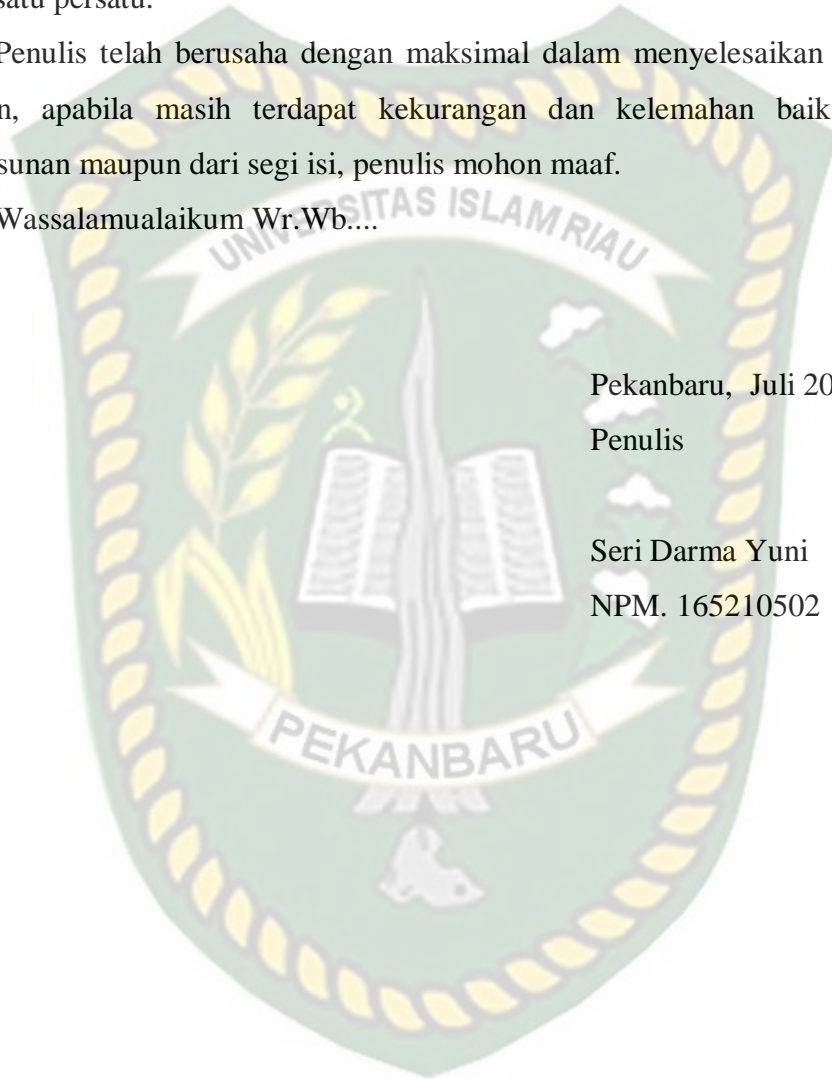 satu persatu.
Penulis telah berusaha dengan maksimal dalam menyelesaikan
n, apabila masih terdapat kekurangan dan kelemahan baik
sunan maupun dari segi isi, penulis mohon maaf.
Wassalamualaikum Wr.Wb....
UNIVERSITAS ISLAM RIAU
Pekanbaru, Juli 20
Penulis
Seri Darma Yuni
NPM. 165210502
PEKANBARU